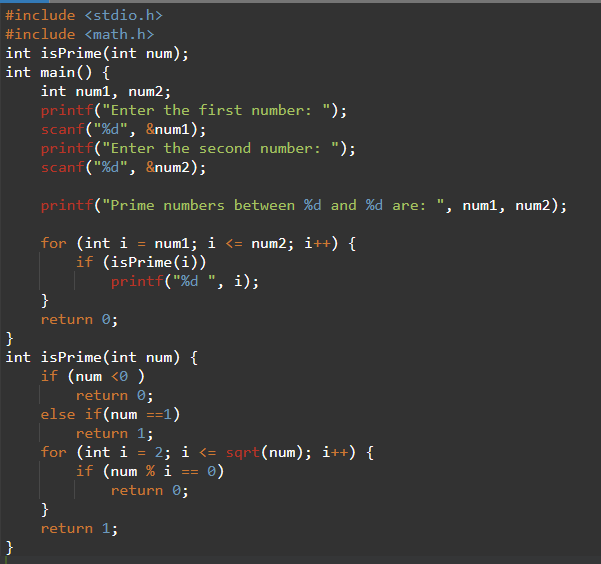 #include <stdio.h>
#include <math.h>
int isPrime(int num);
int main() {
    int num1, num2;
    printf("Enter the first number: ");
    scanf("%d", &num1);
    printf("Enter the second number: ");
    scanf("%d", &num2);

    printf("Prime numbers between %d and %d are: ", num1, num2);

    for (int i = num1; i <= num2; i++) {
        if (isPrime(i))
            printf("%d ", i);
    }
    return 0;
}
int isPrime(int num) {
    if (num <0 )
        return 0;
    else if(num ==1)
        return 1;
    for (int i = 2; i <= sqrt(num); i++) {
        if (num % i == 0)
            return 0;
    }
    return 1;
}